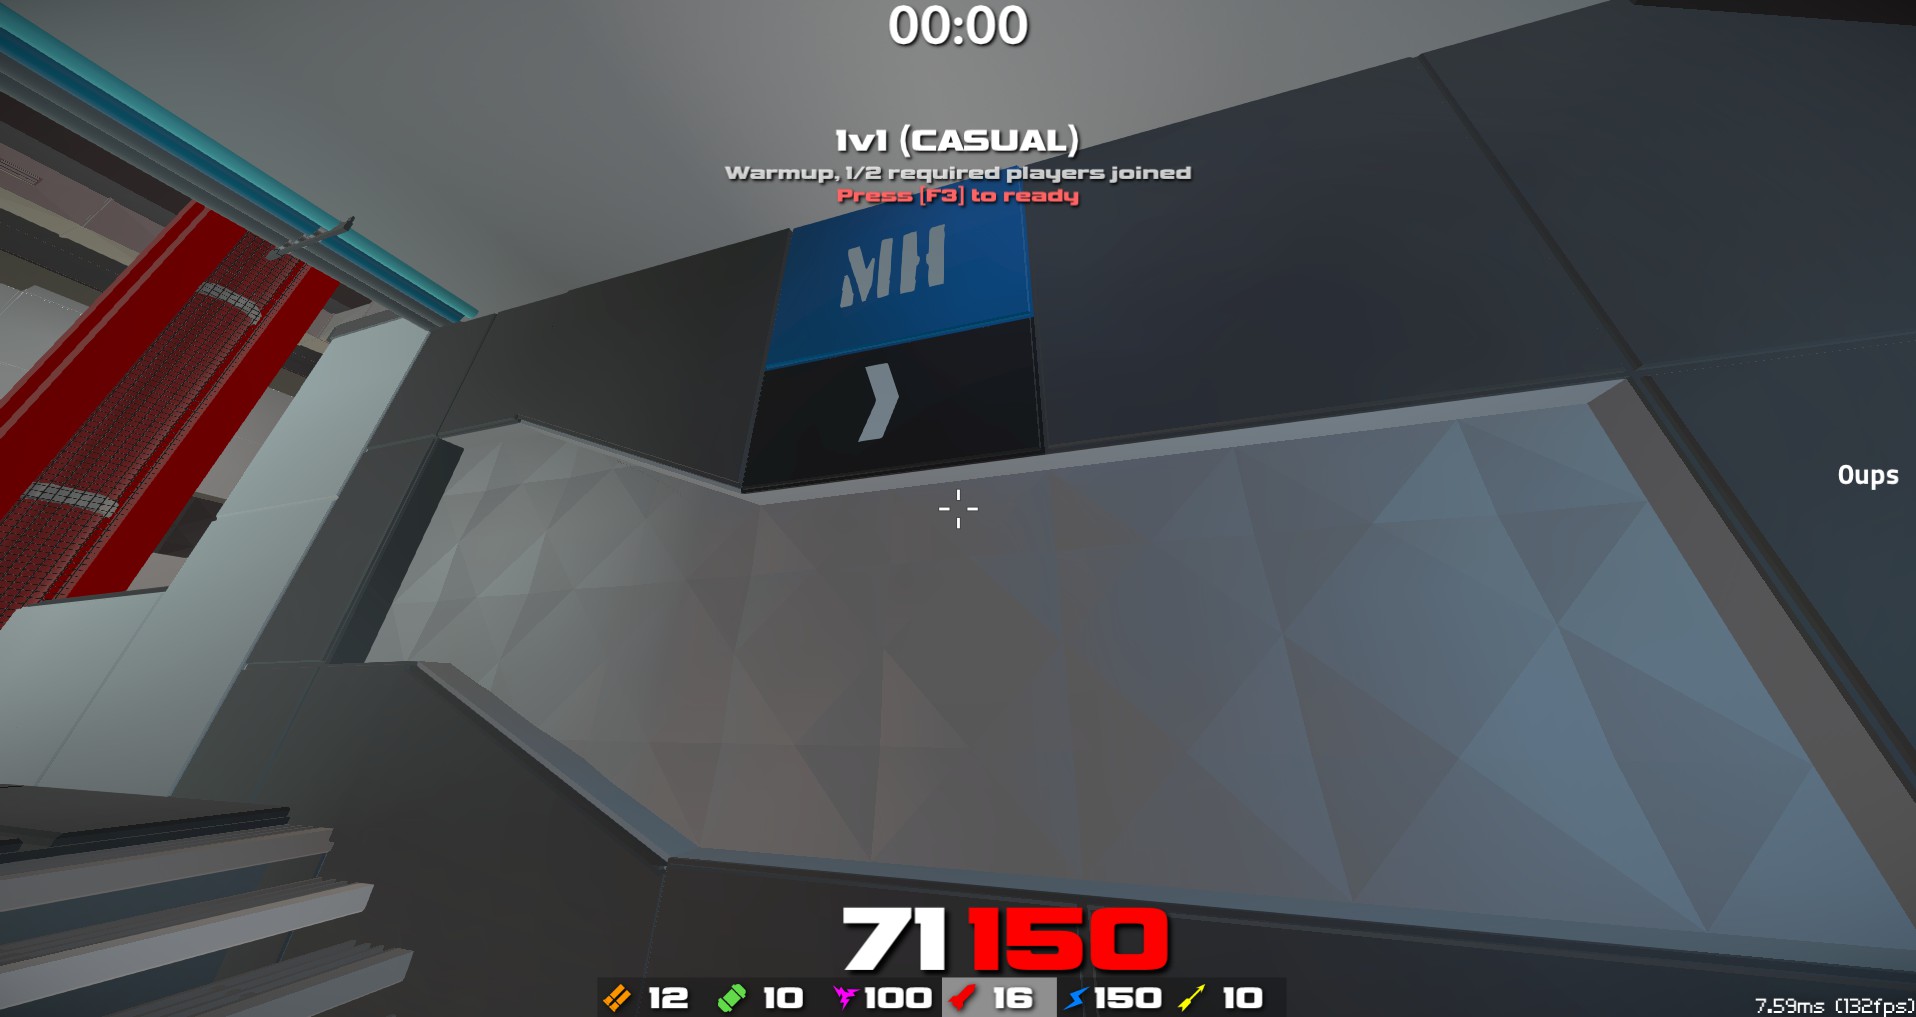 00:00
1v1 (CASUAL)
Warmup, 1/2 required players joined
Press [F3] to ready
MH
Oups
71 150
12 10 100 16 150 10
7.59ms (132fps)